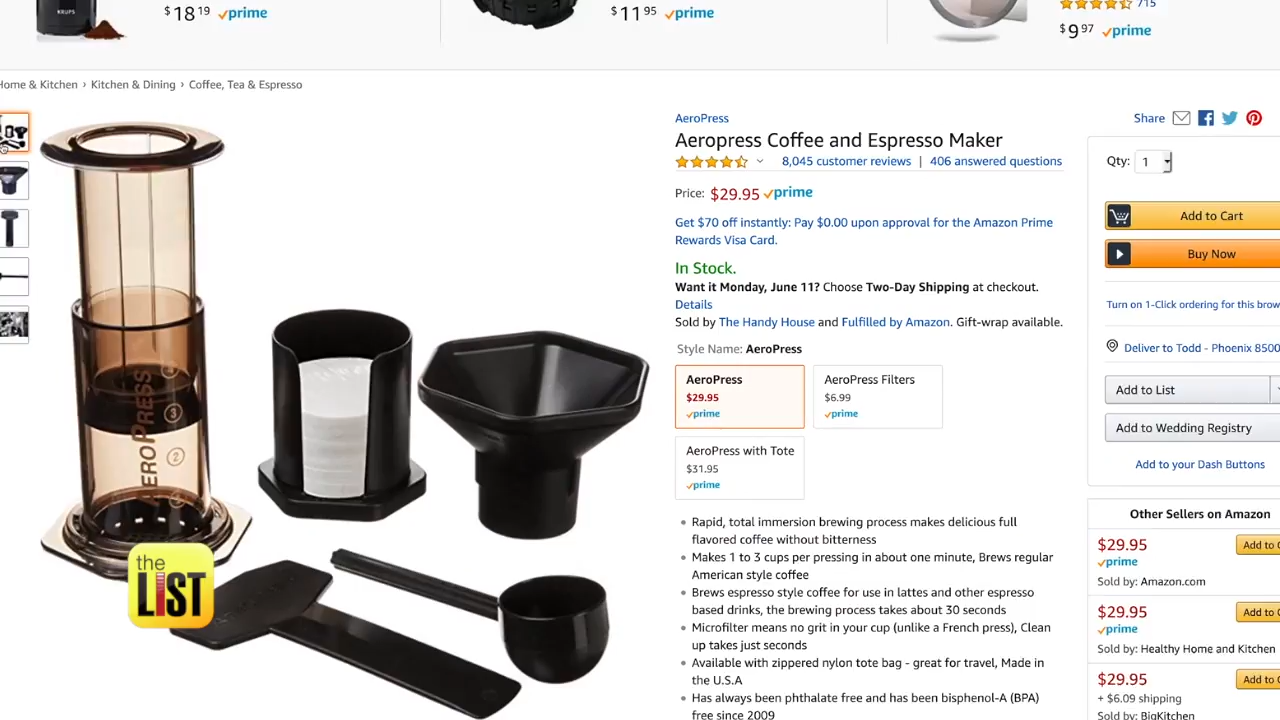 KRUPS
$18 19 prime
$11 95 prime
715
$9 97 prime
Home & Kitchen › Kitchen & Dining › Coffee, Tea & Espresso
AeroPress
Aeropress Coffee and Espresso Maker
8,045 customer reviews | 406 answered questions
Price: $29.95 prime
Get $70 off instantly: Pay $0.00 upon approval for the Amazon Prime
Rewards Visa Card.
In Stock.
Want it Monday, June 11? Choose Two-Day Shipping at checkout.
Details
Sold by The Handy House and Fulfilled by Amazon. Gift-wrap available.
Style Name: AeroPress
AeroPress
$29.95
prime
AeroPress Filters
$6.99
prime
AeroPress with Tote
$31.95
prime
Rapid, total immersion brewing process makes delicious full
flavored coffee without bitterness
Makes 1 to 3 cups per pressing in about one minute, Brews regular
American style coffee
Brews espresso style coffee for use in lattes and other espresso
based drinks, the brewing process takes about 30 seconds
Microfilter means no grit in your cup (unlike a French press), Clean
up takes just seconds
Available with zippered nylon tote bag - great for travel, Made in
the U.S.A
Has always been phthalate free and has been bisphenol-A (BPA)
free since 2009
Share
Qty: 1
Add to Cart
Buy Now
Turn on 1-Click ordering for this brow
Deliver to Todd - Phoenix 8500
Add to List
Add to Wedding Registry
Add to your Dash Buttons
Other Sellers on Amazon
$29.95
Add to C
prime
Sold by: Amazon.com
$29.95
Add to C
prime
Sold by: Healthy Home and Kitchen
$29.95
Add to C
+ $6.09 shipping
Sold by: BigKitchen
AEROPRESS
4
3
2
1
the
LIST